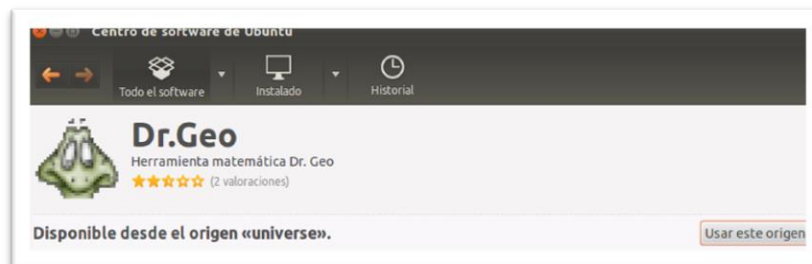 Centro de software de Ubuntu
Todo el software
Instalado
Historial
Dr.Geo
Herramienta matemática Dr. Geo
(2 valoraciones)
Disponible desde el origen «universe».
Usar este origen